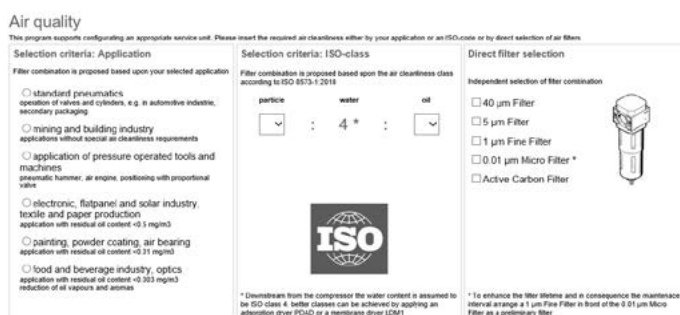 Air quality
This program supports configurating an appropriate service unit. Please insert the required air cleanliness either by your application or an ISO-code or by direct selection of air filters.
Selection criteria: Application
Filter combination is proposed based upon your selected application
standard pneumatics
operation of valves and cylinders, e.g. in automotive industrie,
secondary packaging
mining and building industry
applications without special air cleanliness requirements
application of pressure operated tools and
machines
pneumatic hammer, air engine, positioning with proportional
valve
electronic, flatpanel and solar industry,
textile and paper production
application with residual oil content <0.5 mg/m3
painting, powder coating, air bearing
application with residual oil content <0.01 mg/m3
food and beverage industry, optics
application with residual oil content <0.003 mg/m3
reduction of oil vapours and aromas
Selection criteria: ISO-class
Filter combination is proposed based upon the air cleanliness class
according to ISO 8573-1:2010
particle water oil
: 4 * :
ISO
* Downstream from the compressor the water content is assumed to
be ISO class 4. better classes can be achieved by applying an
adsorption dryer PDAD or a membrane dryer LDM1
Direct filter selection
Independent selection of filter combination
40 µm Filter
5 µm Filter
1 µm Fine Filter
0.01 µm Micro Filter *
Active Carbon Filter
* To enhance the filter lifetime and in consequence the maintenace
interval arrange a 1 µm Fine Filter in front of the 0.01 µm Micro
Filter as a preliminary filter